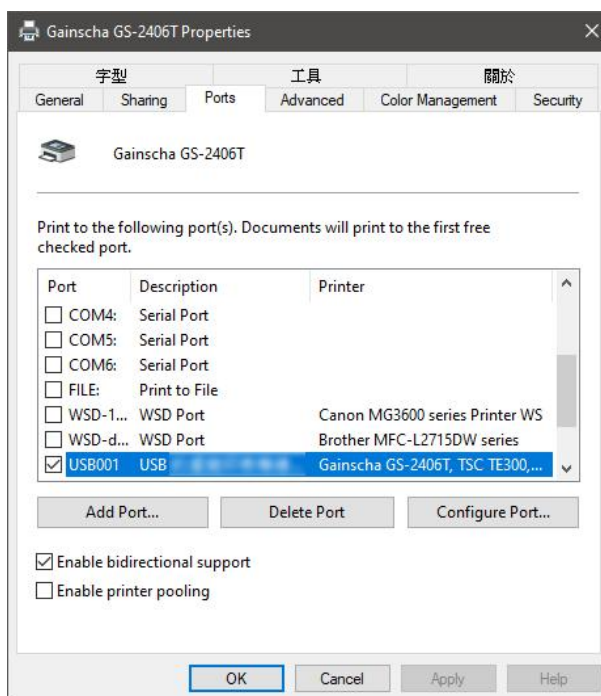 Gainscha GS-2406T Properties
字型 工具 關於
General Sharing Ports Advanced Color Management Security
Gainscha GS-2406T
Print to the following port(s). Documents will print to the first free
checked port.
Port Description Printer
COM4: Serial Port
COM5: Serial Port
COM6: Serial Port
FILE: Print to File
WSD-1... WSD Port Canon MG3600 series Printer WS
WSD-d... WSD Port Brother MFC-L2715DW series
USB001 USB Gainscha GS-2406T, TSC TE300,...
Add Port... Delete Port Configure Port...
Enable bidirectional support
Enable printer pooling
OK Cancel Apply Help